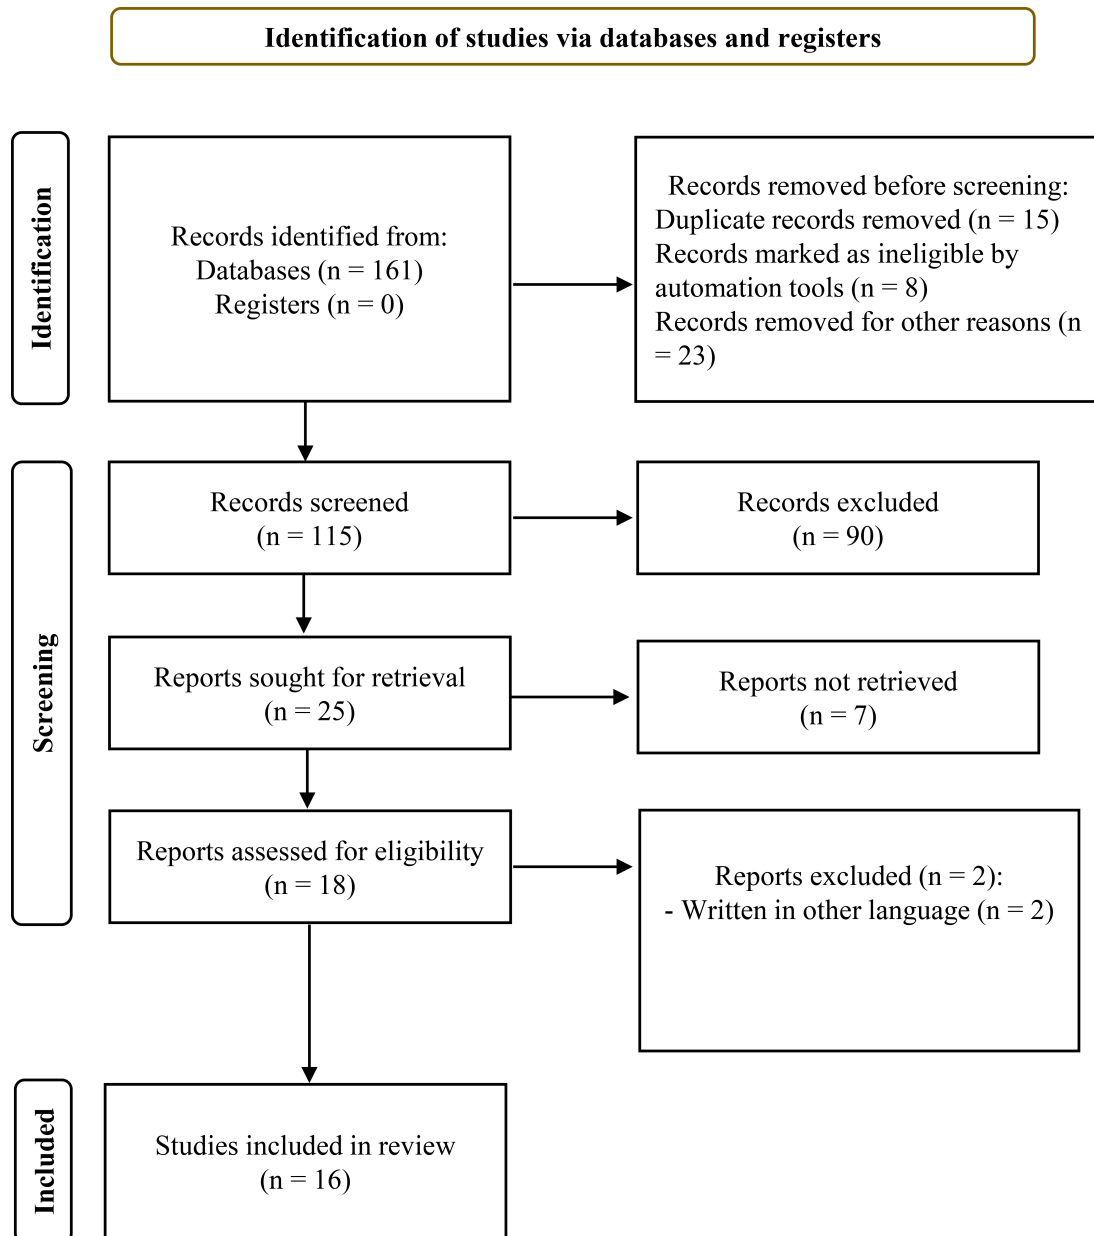 Identification of studies via databases and registers
Identification
Records identified from:
Databases (n = 161)
Registers (n = 0)
Records removed before screening:
Duplicate records removed (n = 15)
Records marked as ineligible by
automation tools (n = 8)
Records removed for other reasons (n
= 23)
Screening
Records screened
(n = 115)
Records excluded
(n = 90)
Reports sought for retrieval
(n = 25)
Reports not retrieved
(n = 7)
Reports assessed for eligibility
(n = 18)
Reports excluded (n = 2):
- Written in other language (n = 2)
Included
Studies included in review
(n = 16)